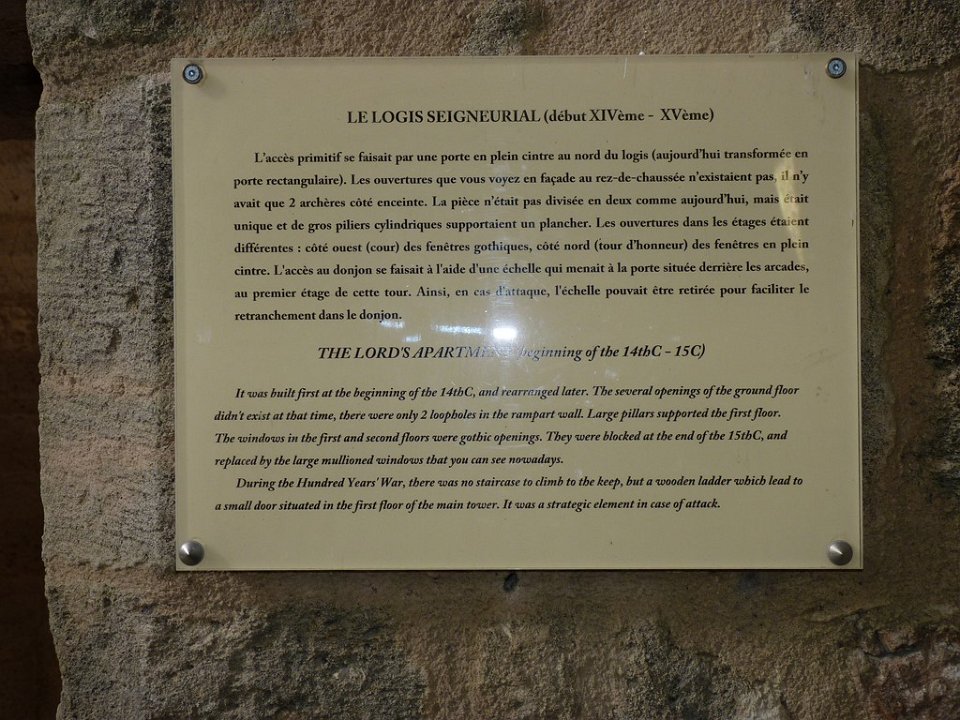 LE LOGIS SEIGNEURIAL (début XIVème - XVème)
L'accès primitif se faisait par une porte en plein cintre au nord du logis (aujourd'hui transformée en
porte rectangulaire). Les ouvertures que vous voyez en façade au rez-de-chaussée n'existaient pas, il n'y
avait que 2 archères côté enceinte. La pièce n'était pas divisée en deux comme aujourd'hui, mais était
unique et de gros piliers cylindriques supportaient un plancher. Les ouvertures dans les étages étaient
différentes : côté ouest (cour) des fenêtres gothiques, côté nord (tour d'honneur) des fenêtres en plein
cintre. L'accès au donjon se faisait à l'aide d'une échelle qui menait à la porte située derrière les arcades,
au premier étage de cette tour. Ainsi, en cas d'attaque, l'échelle pouvait être retirée pour faciliter le
retranchement dans le donjon.
THE LORD'S APARTMENT (beginning of the 14thC - 15C)
It was built first at the beginning of the 14thC, and rearranged later. The several openings of the ground floor
didn't exist at that time, there were only 2 loopholes in the rampart wall. Large pillars supported the first floor.
The windows in the first and second floors were gothic openings. They were blocked at the end of the 15thC, and
replaced by the large mullioned windows that you can see nowadays.
During the Hundred Years' War, there was no staircase to climb to the keep, but a wooden ladder which lead to
a small door situated in the first floor of the main tower. It was a strategic element in case of attack.